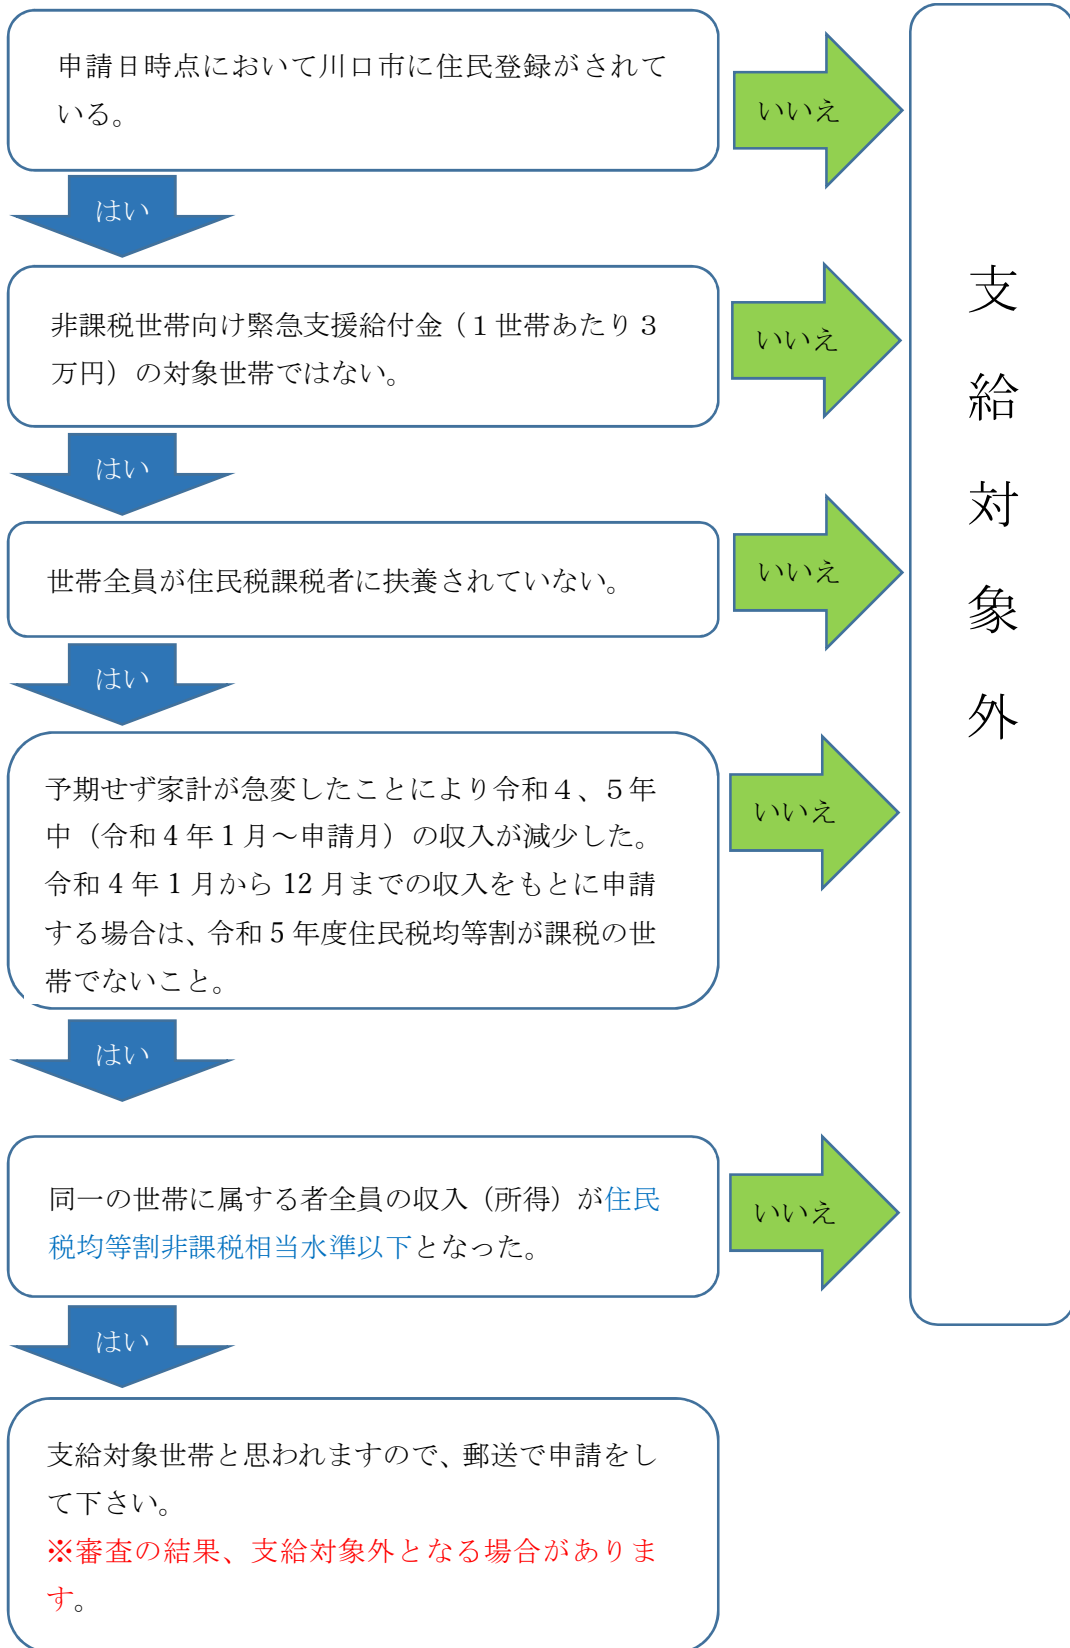 申請日時点において川口市に住民登録がされて
いる。
いいえ
はい
非課税世帯向け緊急支援給付金（１世帯あたり３
万円）の対象世帯ではない。
いいえ
はい
世帯全員が住民税課税者に扶養されていない。
いいえ
はい
予期せず家計が急変したことにより令和４、５年
中（令和 4 年 1 月～申請月）の収入が減少した。
令和 4 年 1 月から 12 月までの収入をもとに申請
する場合は、令和 5 年度住民税均等割が課税の世
帯でないこと。
いいえ
はい
同一の世帯に属する者全員の収入（所得）が住民
税均等割非課税相当水準以下となった。
いいえ
はい
支給対象世帯と思われますので、郵送で申請をし
て下さい。
※審査の結果、支給対象外となる場合がありま
す。
支給対象外